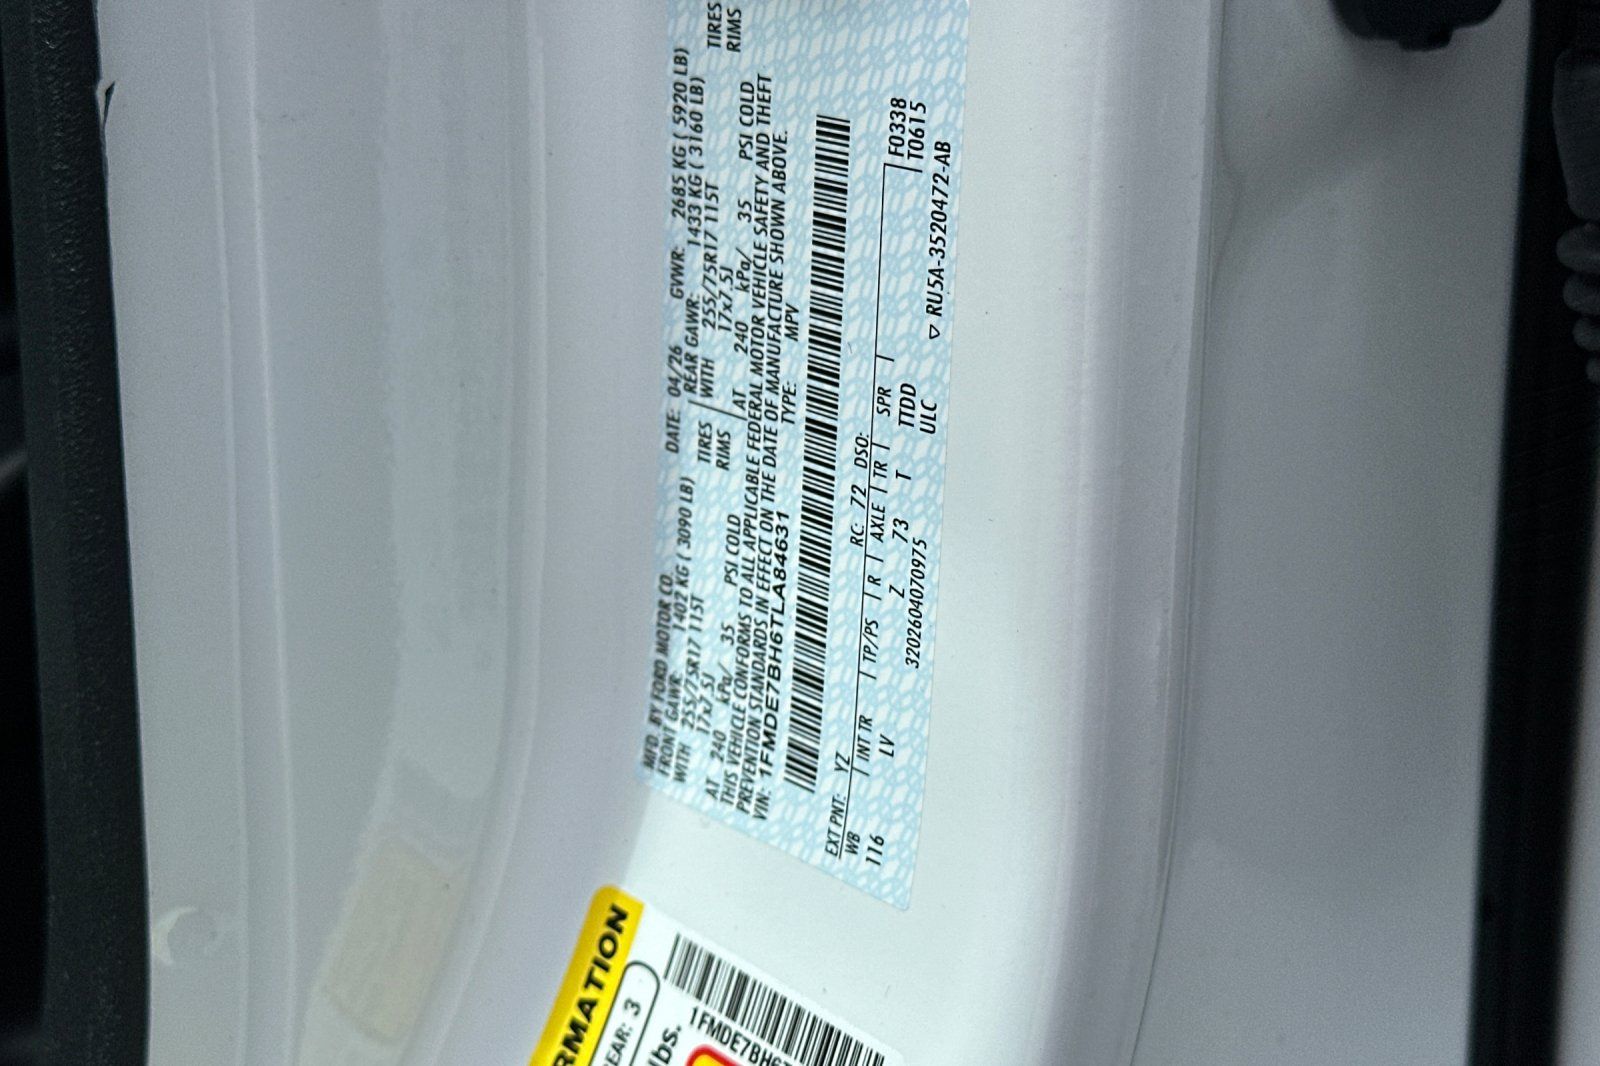 MFD. BY FORD MOTOR CO. DATE: 04/26 GVWR: 2685 KG ( 5920 LB)
FRONT GAWR: 1402 KG ( 3090 LB) REAR GAWR: 1433 KG ( 3160 LB)
WITH 255/75R17 115T TIRES WITH 255/75R17 115T TIRES
17x7.5J RIMS 17x7.5J RIMS
AT 240 kPa/ 35 PSI COLD AT 240 kPa/ 35 PSI COLD
THIS VEHICLE CONFORMS TO ALL APPLICABLE FEDERAL MOTOR VEHICLE SAFETY AND THEFT
PREVENTION STANDARDS IN EFFECT ON THE DATE OF MANUFACTURE SHOWN ABOVE.
VIN: 1FMDE7BH6TLA84631 TYPE: MPV
EXT PNT: YZ RC: 72 DSO:
WB | INT TR | TP/PS | R | AXLE | TR | SPR | F0338
116 LV Z 73 T TTDD T0615
320260407097​5 ULC
▽ RU5A-3520472-AB
RMATION
REAR: 3
lbs.
1FMDE7BH6T